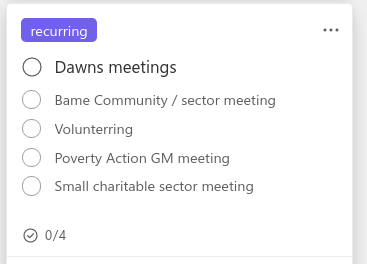 recurring
Dawns meetings
Bame Community / sector meeting
Volunterring
Poverty Action GM meeting
Small charitable sector meeting
0/4